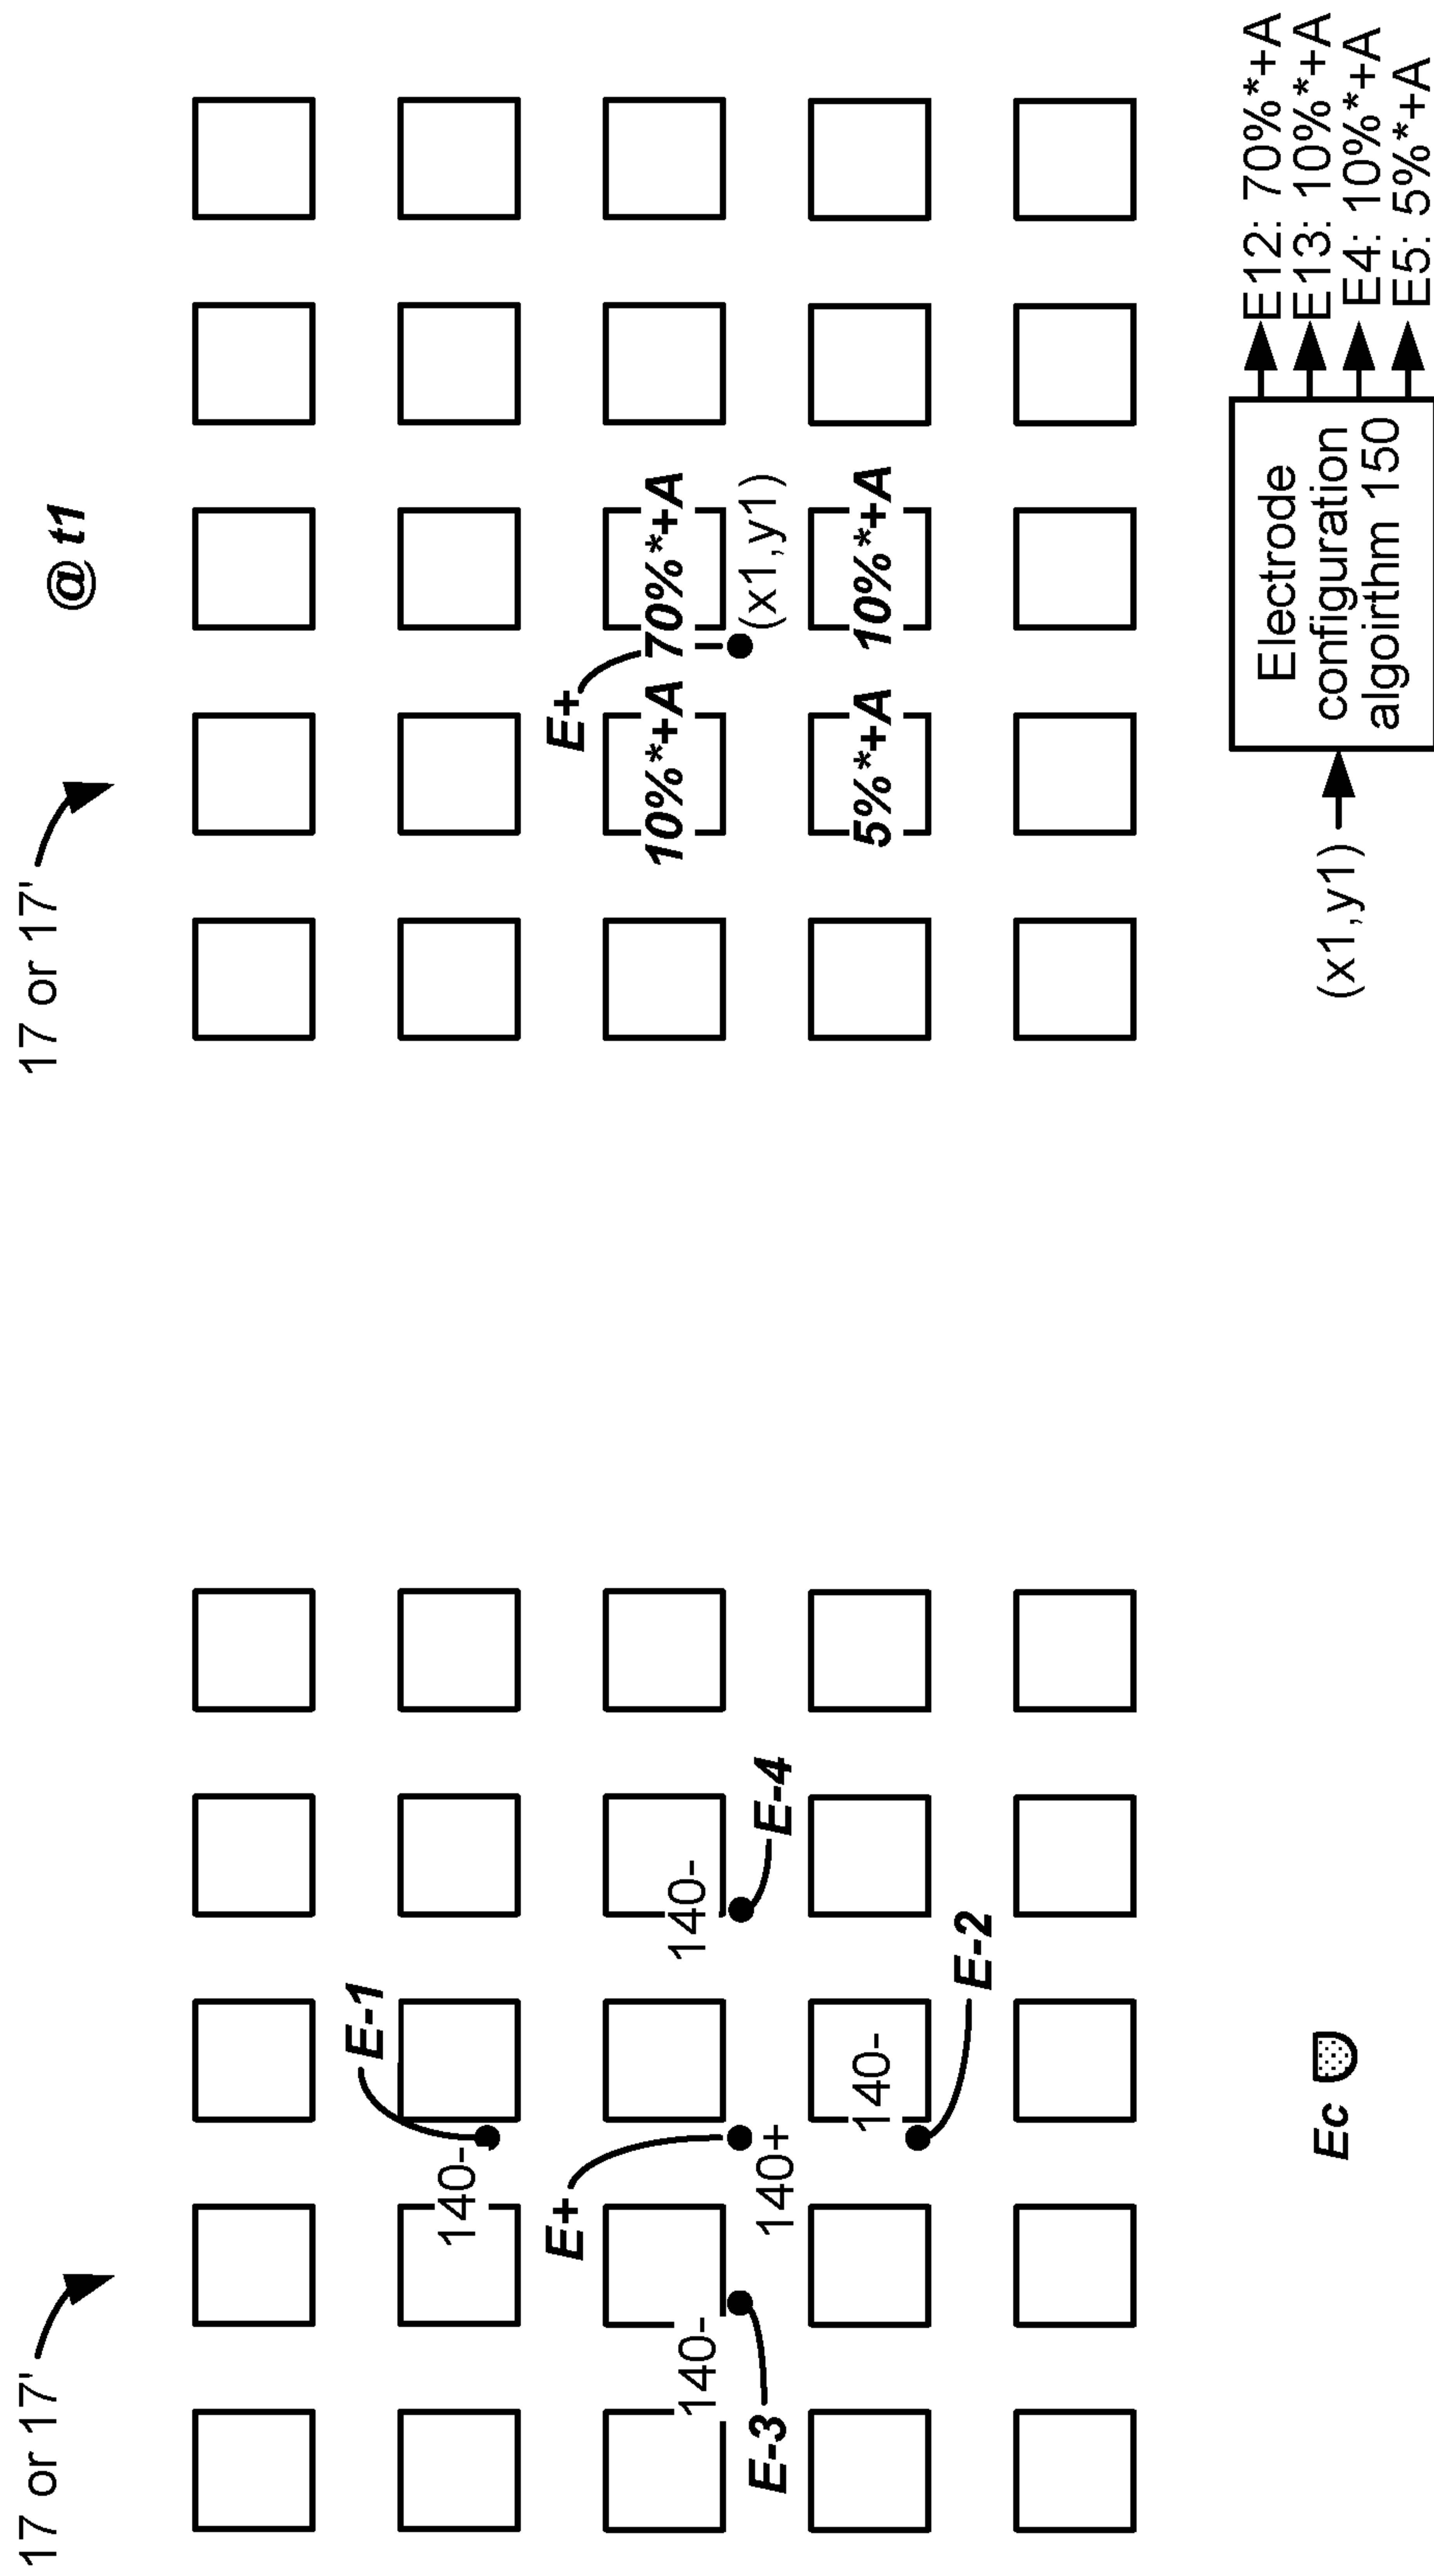 17 or 17'
E-1
140-
E+
140-
E-4
140+
E-3
140-
140-
E-2
Ec
17 or 17'
@ t1
E+
10%*+A 70%*+A
(x1,y1)
5%*+A 10%*+A
(x1,y1)
Electrode
configuration
algoirthm 150
E12: 70%*+A
E13: 10%*+A
E4: 10%*+A
E5: 5%*+A